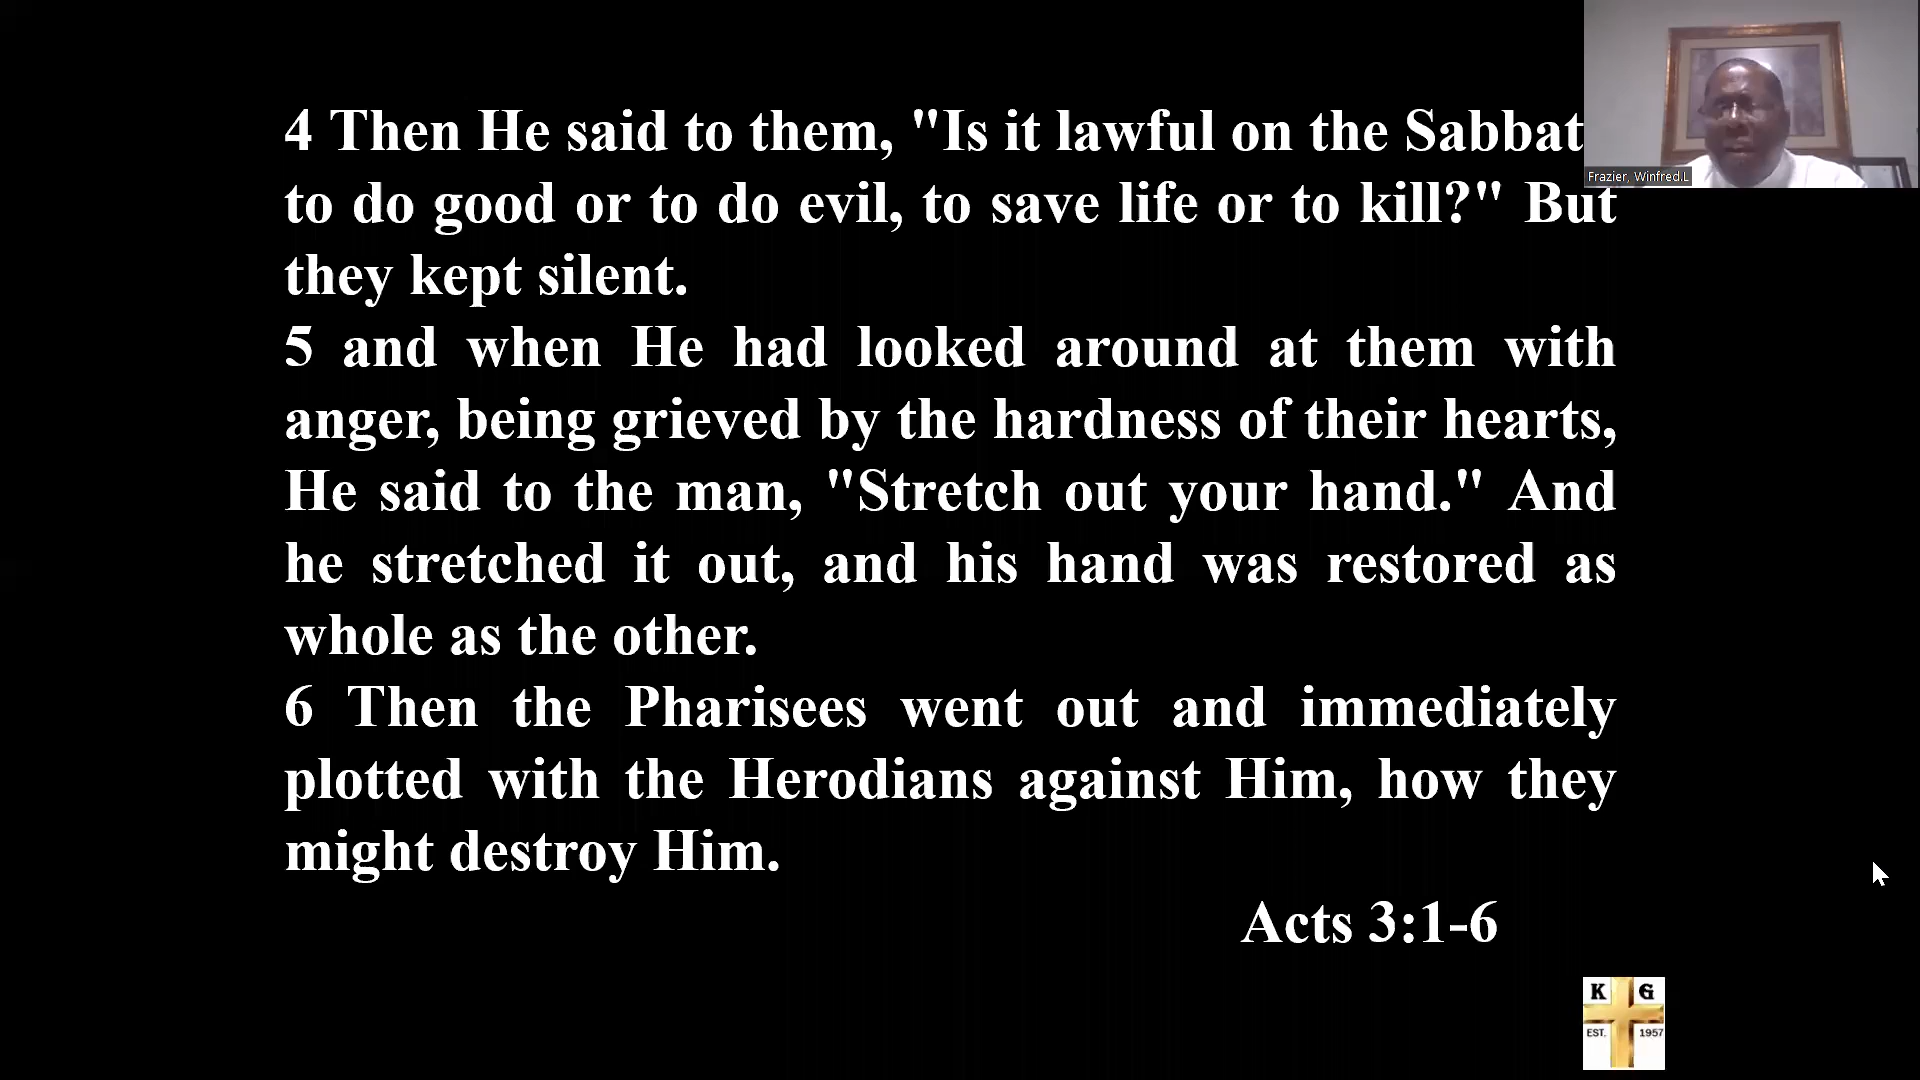 4 Then He said to them, "Is it lawful on the Sabbat
to do good or to do evil, to save life or to kill?" But
they kept silent.
5 and when He had looked around at them with
anger, being grieved by the hardness of their hearts,
He said to the man, "Stretch out your hand." And
he stretched it out, and his hand was restored as
whole as the other.
6 Then the Pharisees went out and immediately
plotted with the Herodians against Him, how they
might destroy Him.
Acts 3:1-6
Frazier, Winfred.L
K G
EST. 1957